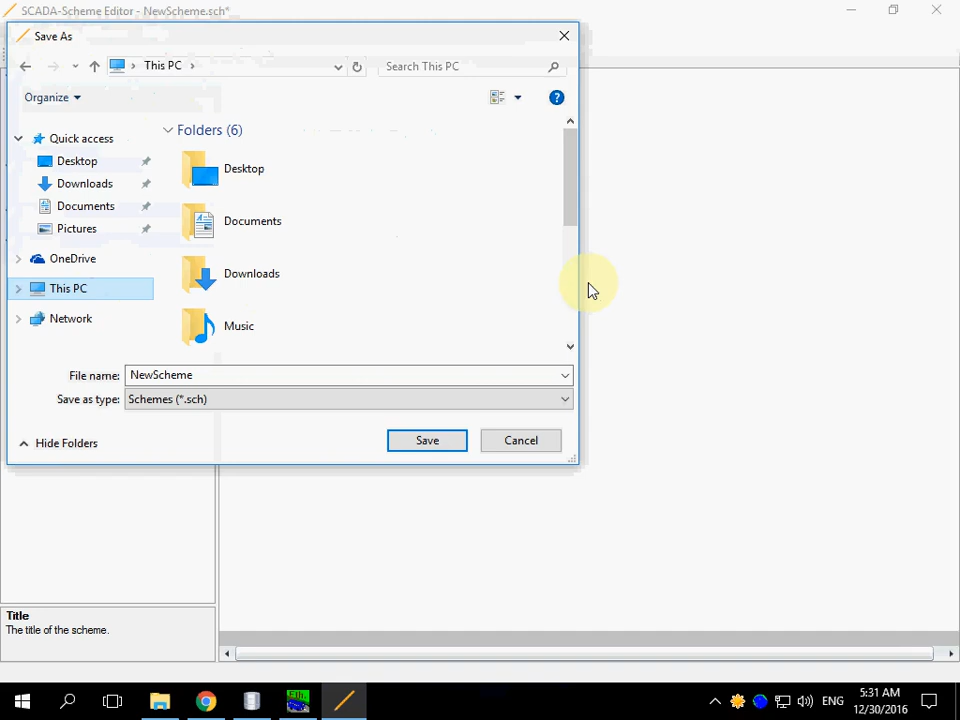 SCADA-Scheme Editor - NewScheme.sch*
Save As
This PC
Search This PC
Organize
Quick access
Desktop
Downloads
Documents
Pictures
OneDrive
This PC
Network
Folders (6)
Desktop
Documents
Downloads
Music
File name: NewScheme
Save as type: Schemes (*.sch)
Hide Folders
Save
Cancel
Title
The title of the scheme.
ENG
5:31 AM
12/30/2016